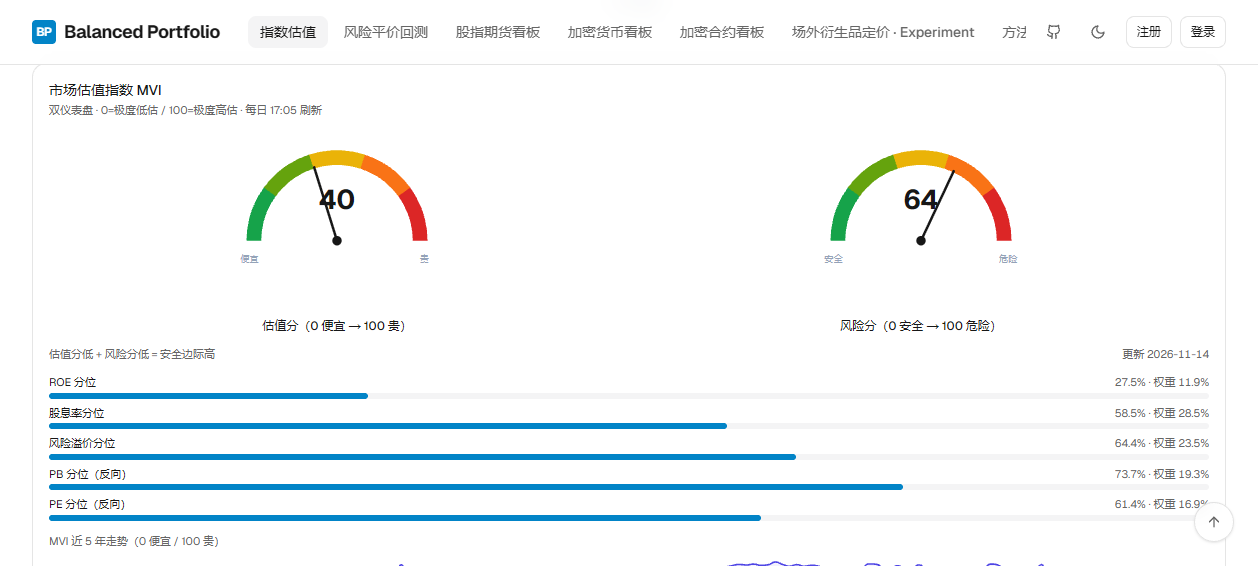 BP Balanced Portfolio 指数估值 风险平价回测 股指期货看板 加密货币看板 加密合约看板 场外衍生品定价 · Experiment 方法 注册 登录
市场估值指数 MVI
双仪表盘 · 0=极度低估 / 100=极度高估 · 每日 17:05 刷新
40 64
便宜 贵 安全 危险
估值分（0 便宜 → 100 贵） 风险分（0 安全 → 100 危险）
估值分低 + 风险分低 = 安全边际高 更新 2026-11-14
ROE 分位 27.5% · 权重 11.9%
股息率分位 58.5% · 权重 28.5%
风险溢价分位 64.4% · 权重 23.5%
PB 分位（反向） 73.7% · 权重 19.3%
PE 分位（反向） 61.4% · 权重 16.9%
MVI 近 5 年走势（0 便宜 / 100 贵）